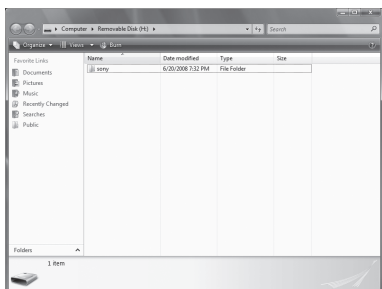 Computer Removable Disk (H:) Search
Organize Views Burn
Favorite Links
Documents
Pictures
Music
Recently Changed
Searches
Public
Folders
Name Date modified Type Size
sony 6/20/2008 7:32 PM File Folder
1 item